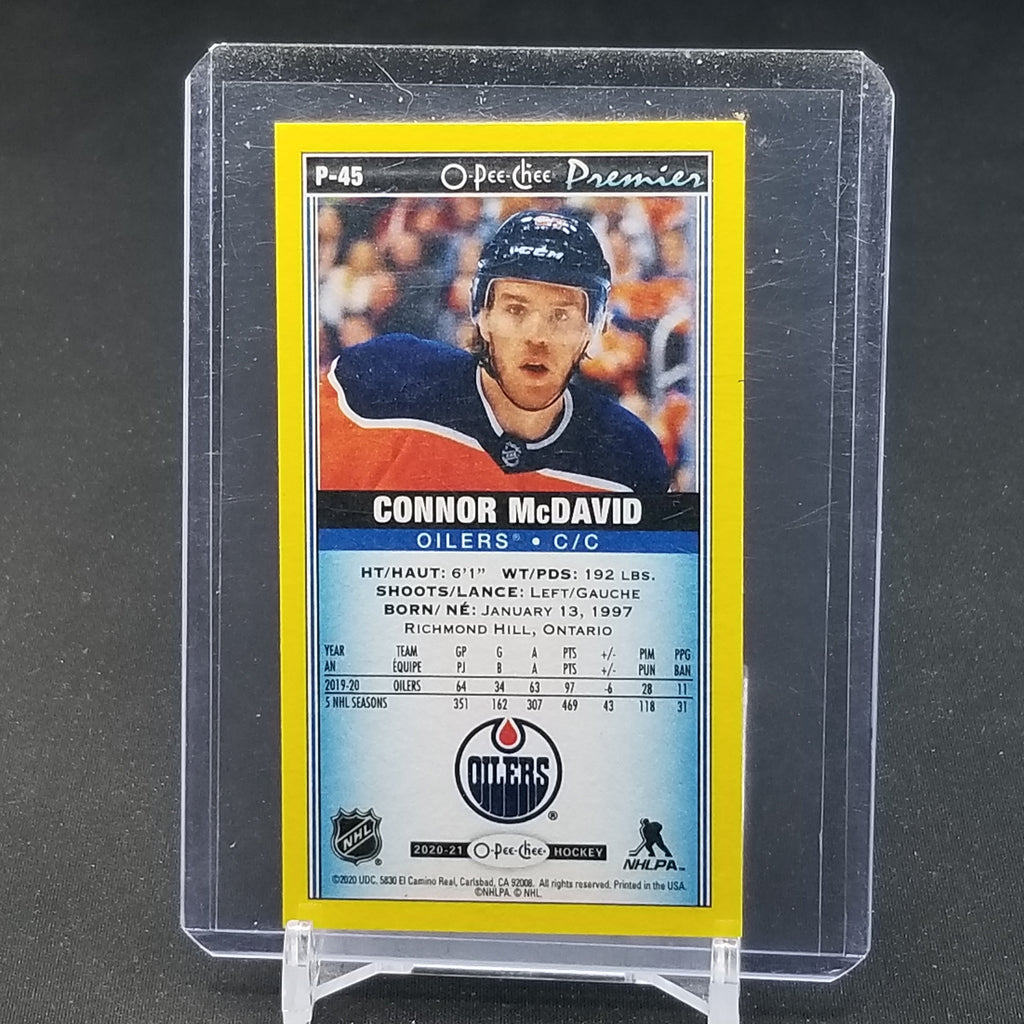 P-45 O-Pee-Chee Premier
CCM
CONNOR McDAVID
OILERS® • C/C
HT/HAUT: 6'1" WT/PDS: 192 LBS.
SHOOTS/LANCE: LEFT/GAUCHE
BORN/ NÉ: JANUARY 13, 1997
RICHMOND HILL, ONTARIO
YEAR TEAM GP G A PTS +/- PIM PPG
AN ÉQUIPE PJ B A PTS +/- PUN BAN
2019-20 OILERS 64 34 63 97 -6 28 11
5 NHL SEASONS 351 162 307 469 43 118 31
OILERS ®
NHL ®
2020-21 O-Pee-Chee HOCKEY
NHLPA™
©2020 UDC. 5830 El Camino Real, Carlsbad, CA 92008. All rights reserved. Printed in the USA.
©NHLPA. © NHL.